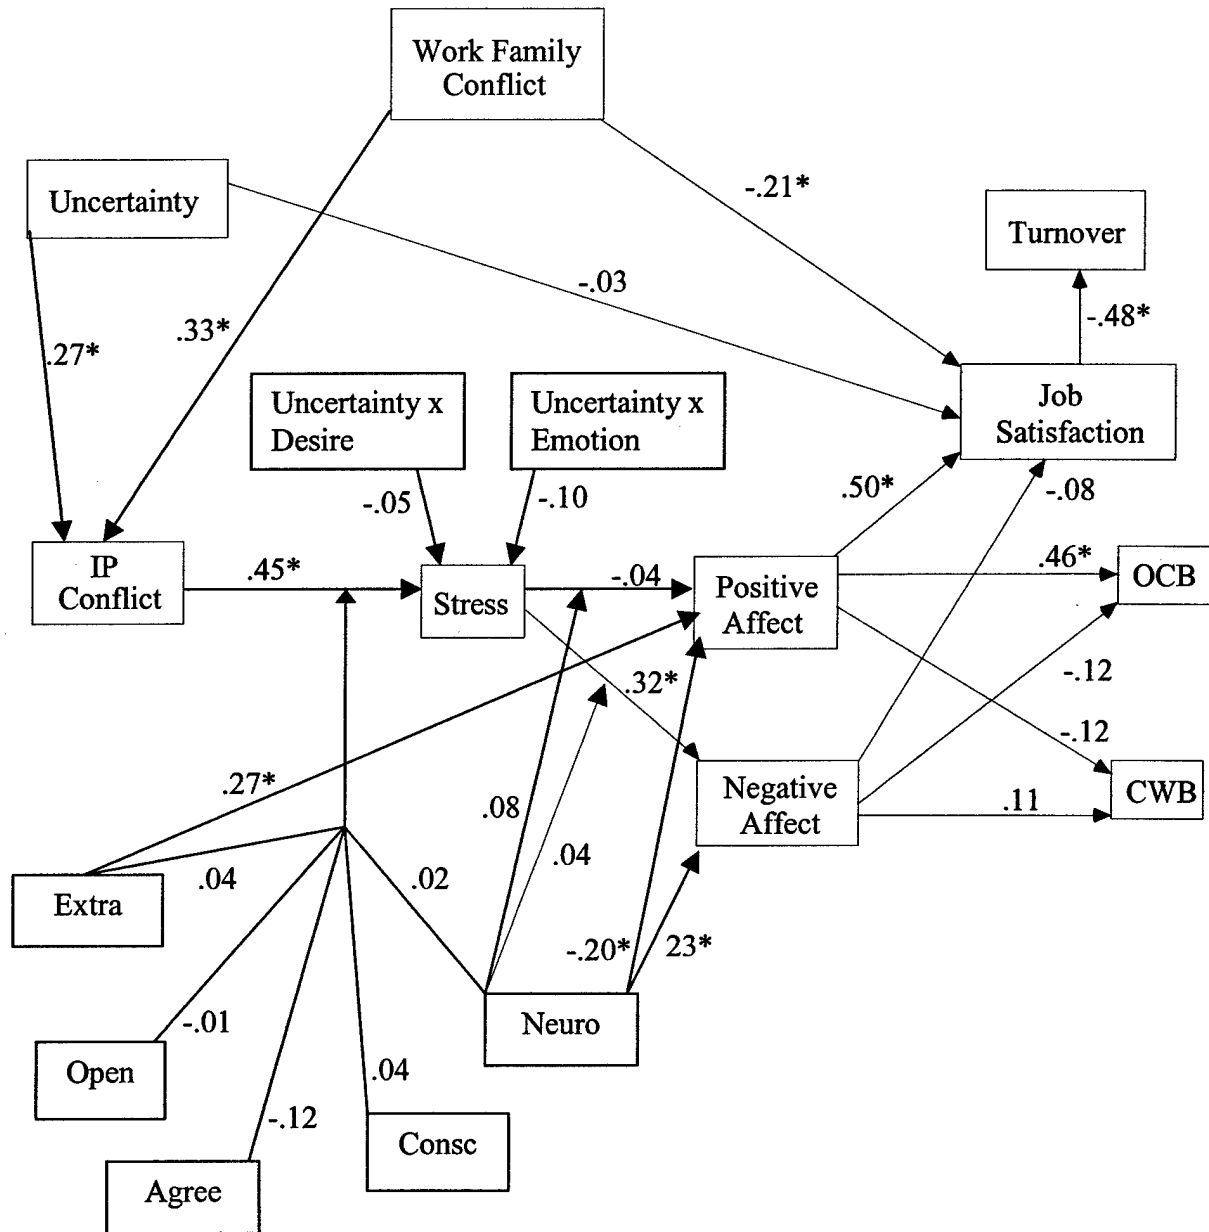 Work Family
Conflict
Uncertainty
-.21*
Turnover
-.03
-.48*
.33*
.27*
Uncertainty x
Desire
Uncertainty x
Emotion
Job
Satisfaction
-.05
-.10
.50*
-.08
IP
Conflict
.45*
Stress
-.04
Positive
Affect
.46*
OCB
.32*
-.12
-.12
.27*
.08
.04
Negative
Affect
.11
CWB
Extra
.04
.02
-.20*
23*
-.01
Neuro
Open
-.12
.04
Consc
Agree